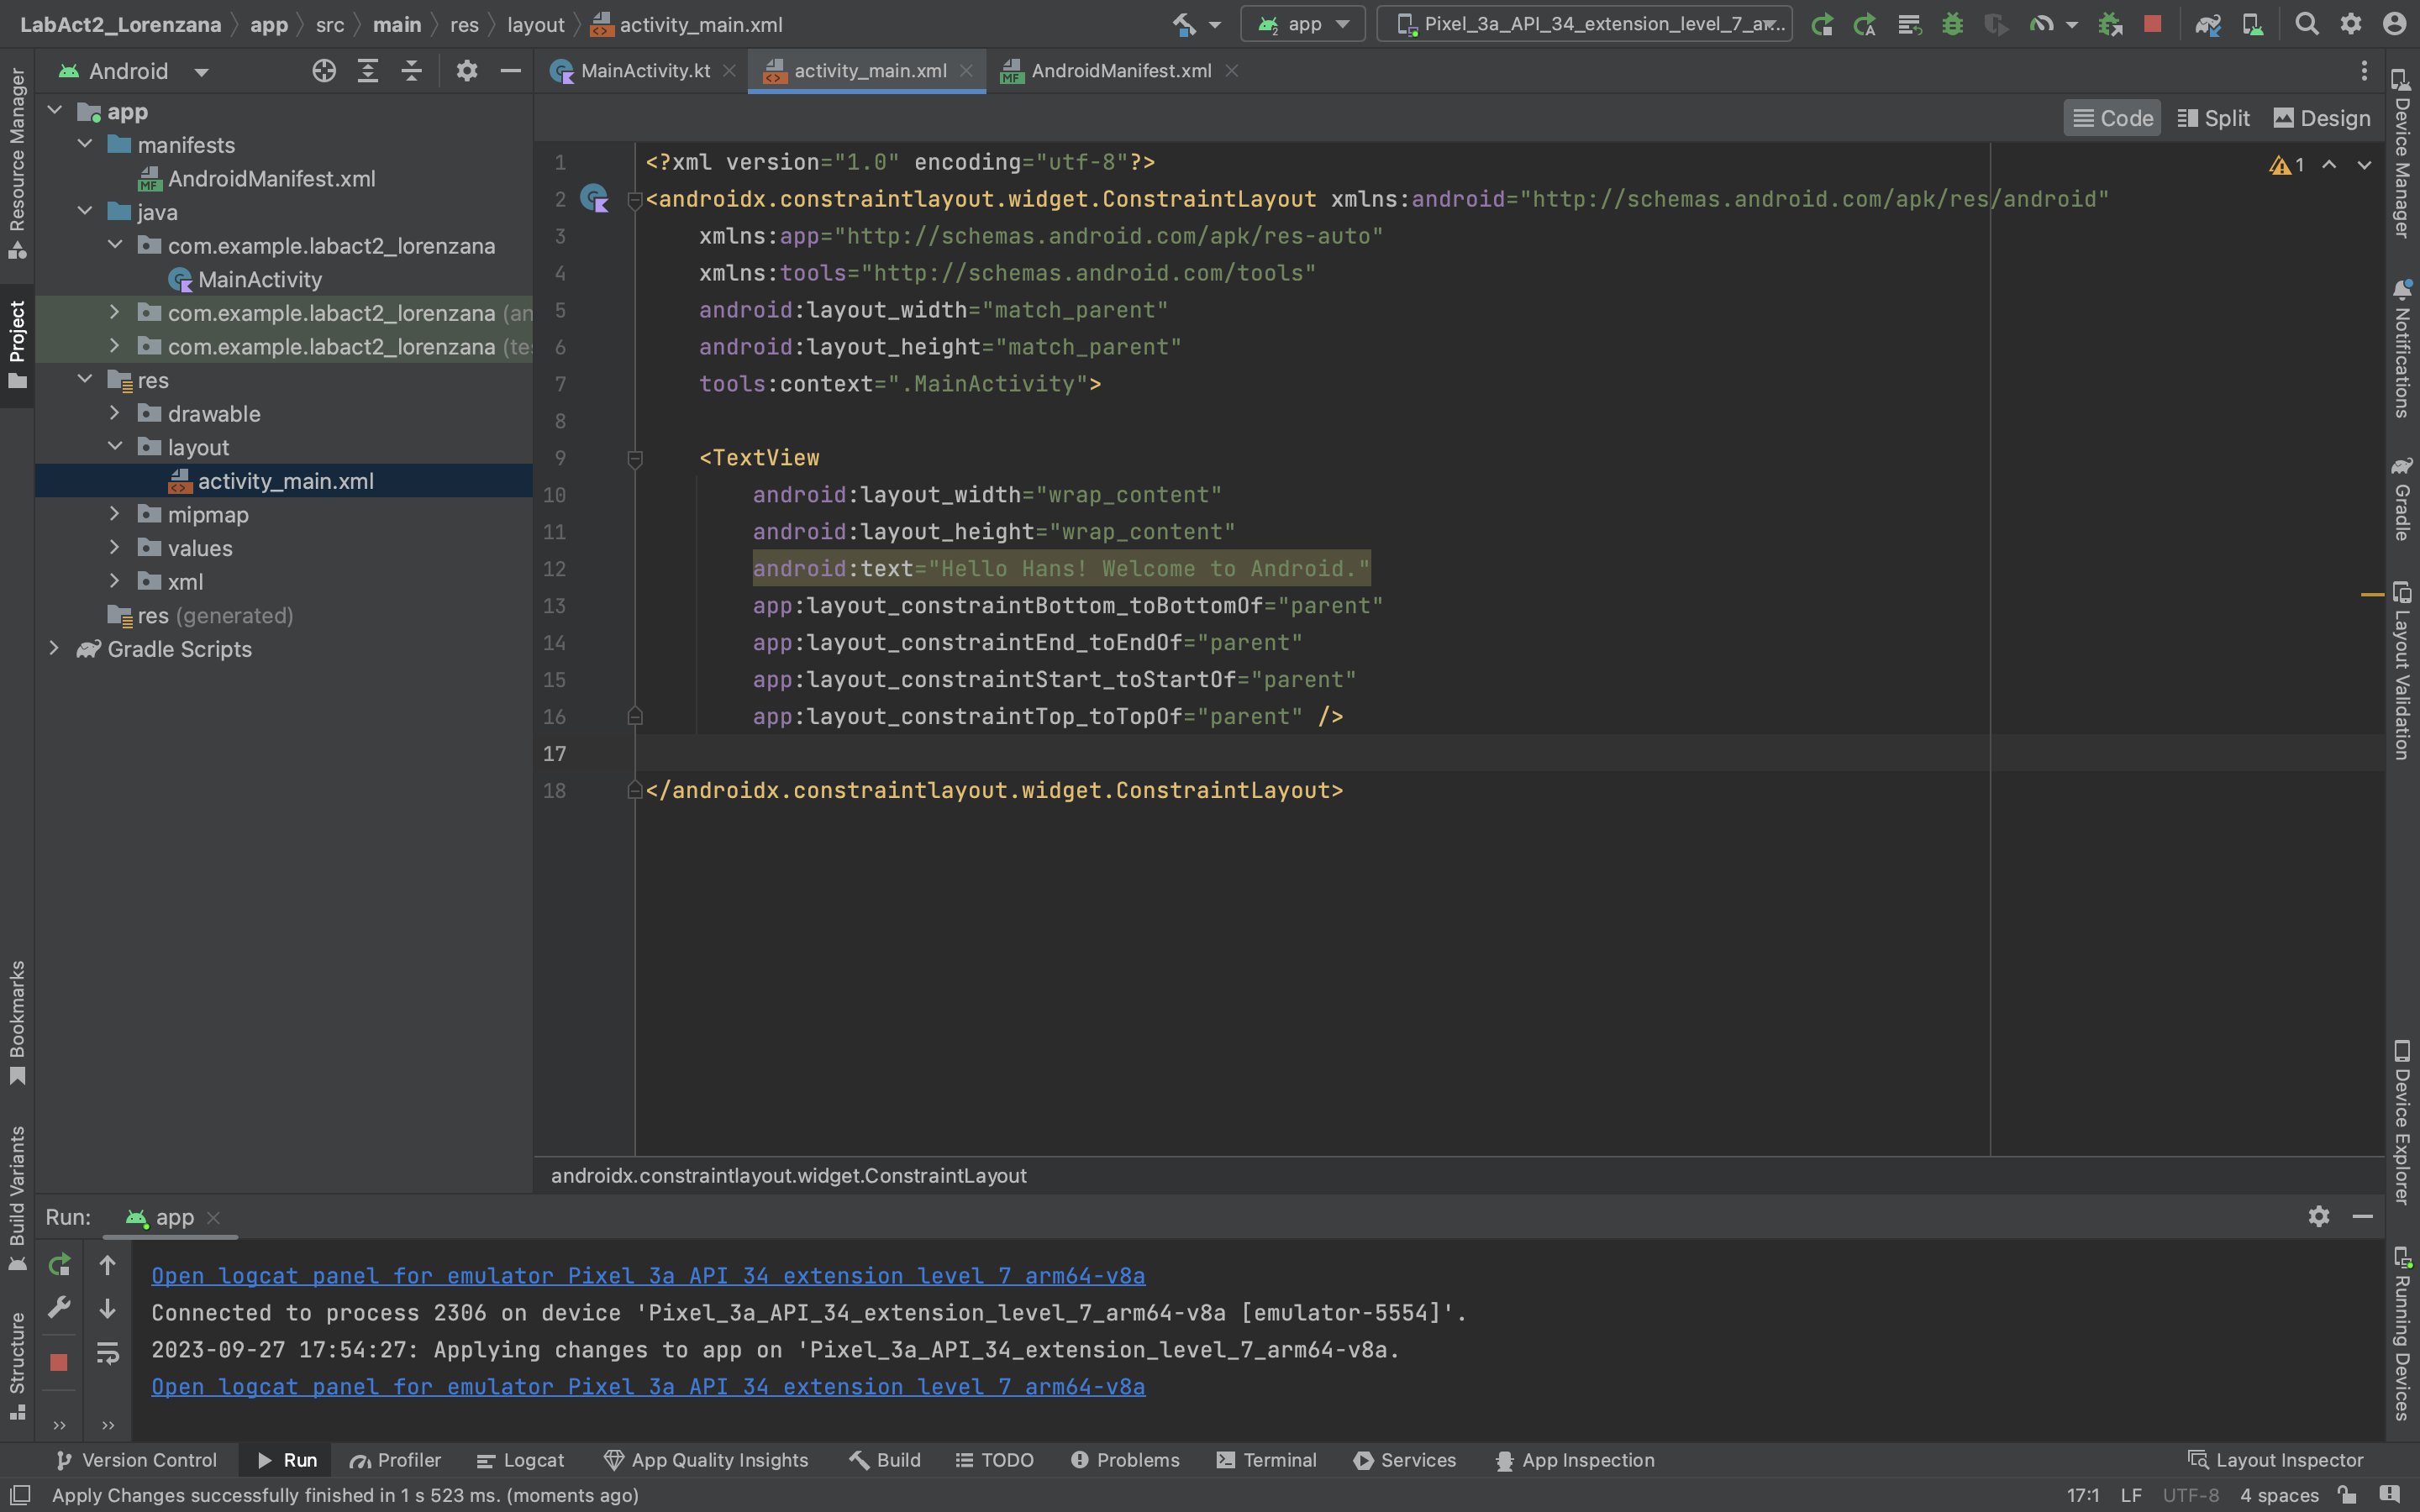 LabAct2_Lorenzana
app
src
main
res
layout
activity_main.xml
app
Pixel_3a_API_34_extension_level_7_ar...
Android
MainActivity.kt
activity_main.xml
AndroidManifest.xml
Code
Split
Design
Resource Manager
Project
Bookmarks
Build Variants
Structure
app
manifests
AndroidManifest.xml
java
com.example.labact2_lorenzana
MainActivity
com.example.labact2_lorenzana (an
com.example.labact2_lorenzana (tes
res
drawable
layout
activity_main.xml
mipmap
values
xml
res (generated)
Gradle Scripts
1
1 <?xml version="1.0" encoding="utf-8"?>
2 <androidx.constraintlayout.widget.ConstraintLayout xmlns:android="http://schemas.android.com/apk/res/android"
3 xmlns:app="http://schemas.android.com/apk/res-auto"
4 xmlns:tools="http://schemas.android.com/tools"
5 android:layout_width="match_parent"
6 android:layout_height="match_parent"
7 tools:context=".MainActivity">
8
9 <TextView
10 android:layout_width="wrap_content"
11 android:layout_height="wrap_content"
12 android:text="Hello Hans! Welcome to Android."
13 app:layout_constraintBottom_toBottomOf="parent"
14 app:layout_constraintEnd_toEndOf="parent"
15 app:layout_constraintStart_toStartOf="parent"
16 app:layout_constraintTop_toTopOf="parent" />
17
18 </androidx.constraintlayout.widget.ConstraintLayout>
androidx.constraintlayout.widget.ConstraintLayout
Device Manager
Notifications
Gradle
Layout Validation
Device Explorer
Running Devices
Run:
app
Open logcat panel for emulator Pixel 3a API 34 extension level 7 arm64-v8a
Connected to process 2306 on device 'Pixel_3a_API_34_extension_level_7_arm64-v8a [emulator-5554]'.
2023-09-27 17:54:27: Applying changes to app on 'Pixel_3a_API_34_extension_level_7_arm64-v8a.
Open logcat panel for emulator Pixel 3a API 34 extension level 7 arm64-v8a
Version Control
Run
Profiler
Logcat
App Quality Insights
Build
TODO
Problems
Terminal
Services
App Inspection
Layout Inspector
Apply Changes successfully finished in 1 s 523 ms. (moments ago)
17:1
LF
UTF-8
4 spaces